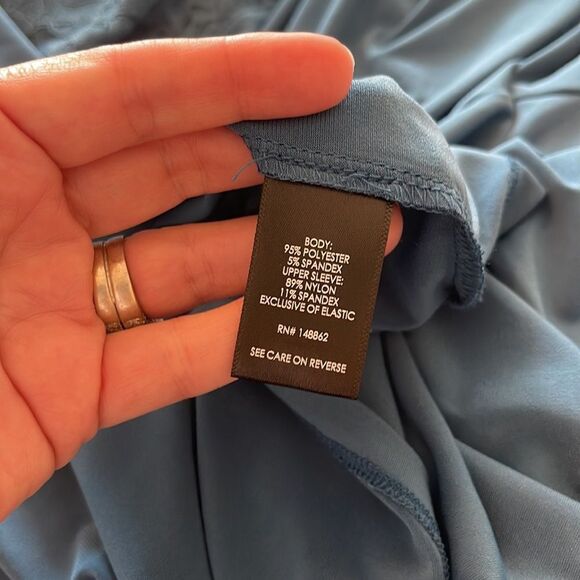 BODY:
95% POLYESTER
5% SPANDEX
UPPER SLEEVE:
89% NYLON
11% SPANDEX
EXCLUSIVE OF ELASTIC
RN# 148862
SEE CARE ON REVERSE